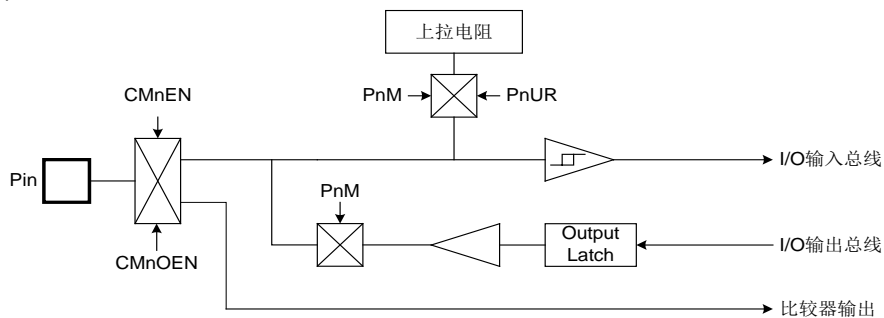 上拉电阻
CMnEN
PnM
PnUR
Pin
I/O输入总线
PnM
CMnOEN
Output
Latch
I/O输出总线
比较器输出